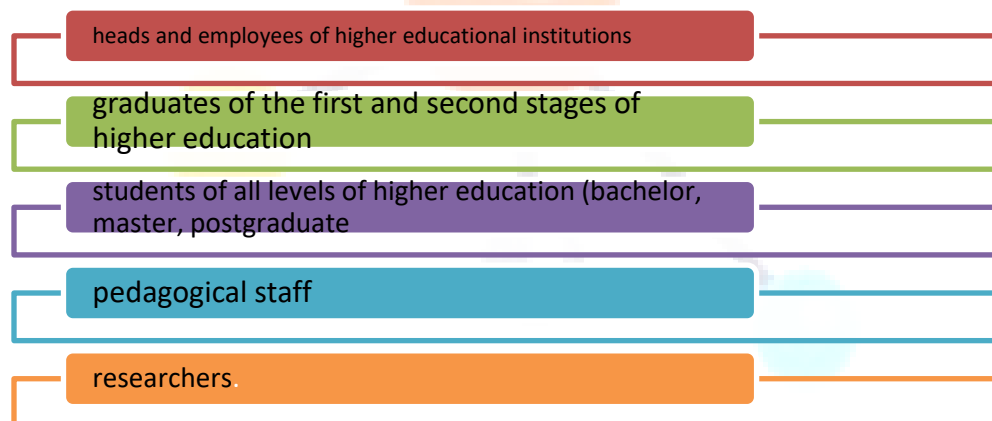 heads and employees of higher educational institutions
graduates of the first and second stages of
higher education
students of all levels of higher education (bachelor,
master, postgraduate
pedagogical staff
researchers.